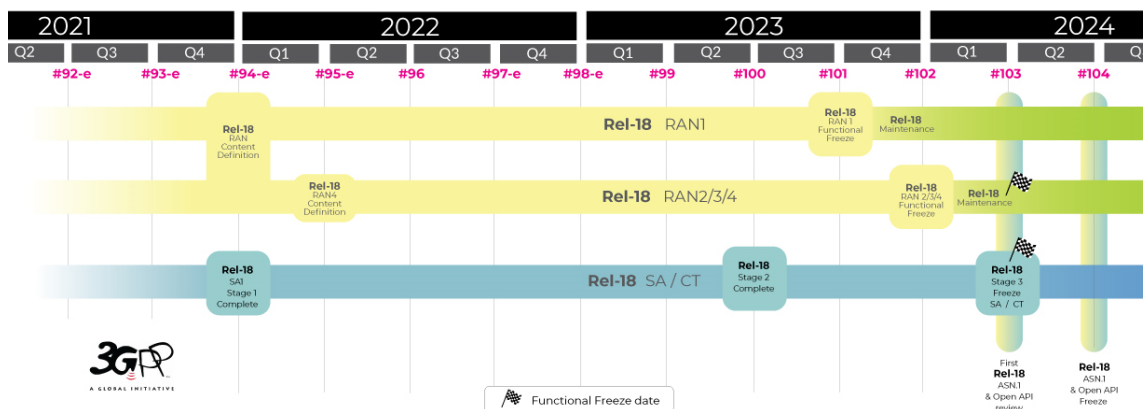 2021 2022 2023 2024
Q2 Q3 Q4 Q1 Q2 Q3 Q4 Q1 Q2 Q3 Q4 Q1 Q2 Q
#92-e #93-e #94-e #95-e #96 #97-e #98-e #99 #100 #101 #102 #103 #104
Rel-18
RAN
Content
Definition
Rel-18 RAN1
Rel-18
RAN 1
Functional
Freeze
Rel-18
Maintenance
Rel-18
RAN4
Content
Definition
Rel-18 RAN2/3/4
Rel-18
RAN 2/3/4
Functional
Freeze
Rel-18
Maintenance
Rel-18
SA1
Stage 1
Complete
Rel-18 SA / CT
Rel-18
Stage 2
Complete
Rel-18
Stage 3
Freeze
SA / CT
3GPP
A GLOBAL INITIATIVE
Functional Freeze date
First
Rel-18
ASN.1
& Open API
review
Rel-18
ASN.1
& Open API
Freeze